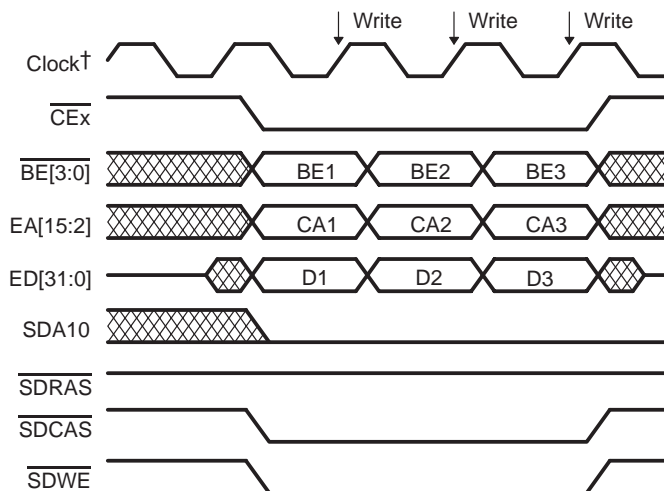 Write Write Write
Clock†
CEx
BE[3:0] BE1 BE2 BE3
EA[15:2] CA1 CA2 CA3
ED[31:0] D1 D2 D3
SDA10
SDRAS
SDCAS
SDWE